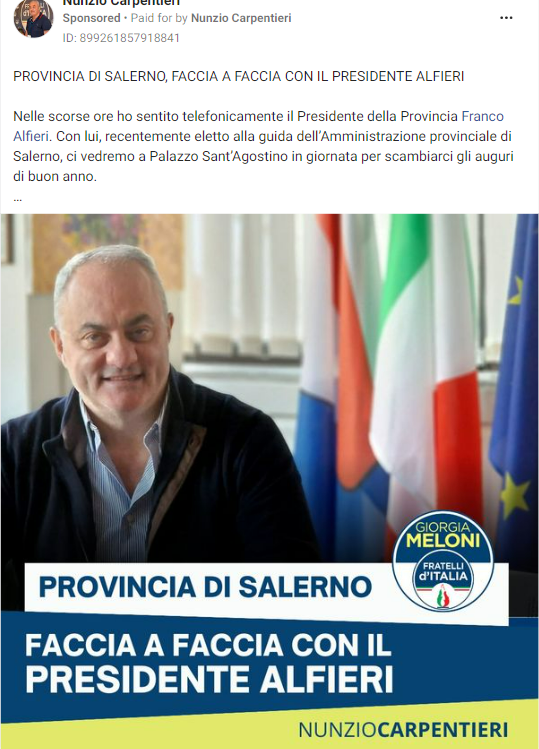 Nunzio Carpentieri
Sponsored • Paid for by Nunzio Carpentieri
ID: 899261857918841
PROVINCIA DI SALERNO, FACCIA A FACCIA CON IL PRESIDENTE ALFIERI
Nelle scorse ore ho sentito telefonicamente il Presidente della Provincia Franco
Alfieri. Con lui, recentemente eletto alla guida dell'Amministrazione provinciale di
Salerno, ci vedremo a Palazzo Sant'Agostino in giornata per scambiarci gli auguri
di buon anno.
...
GIORGIA
MELONI
FRATELLI
d'ITALIA
PROVINCIA DI SALERNO
FACCIA A FACCIA CON IL
PRESIDENTE ALFIERI
NUNZIOCARPENTIERI